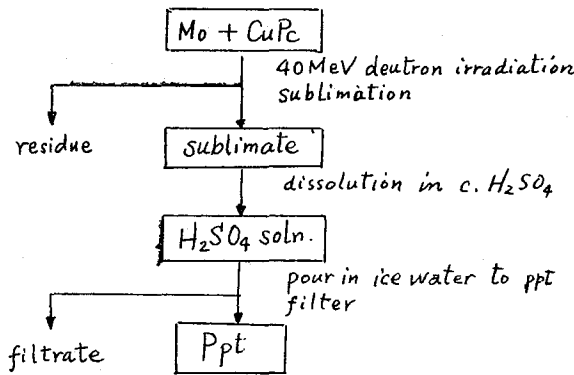 Mo + CuPc
40 MeV deutron irradiation
sublimation
residue
sublimate
dissolution in c. H₂SO₄
H₂SO₄ soln.
pour in ice water to ppt
filter
filtrate
Ppt